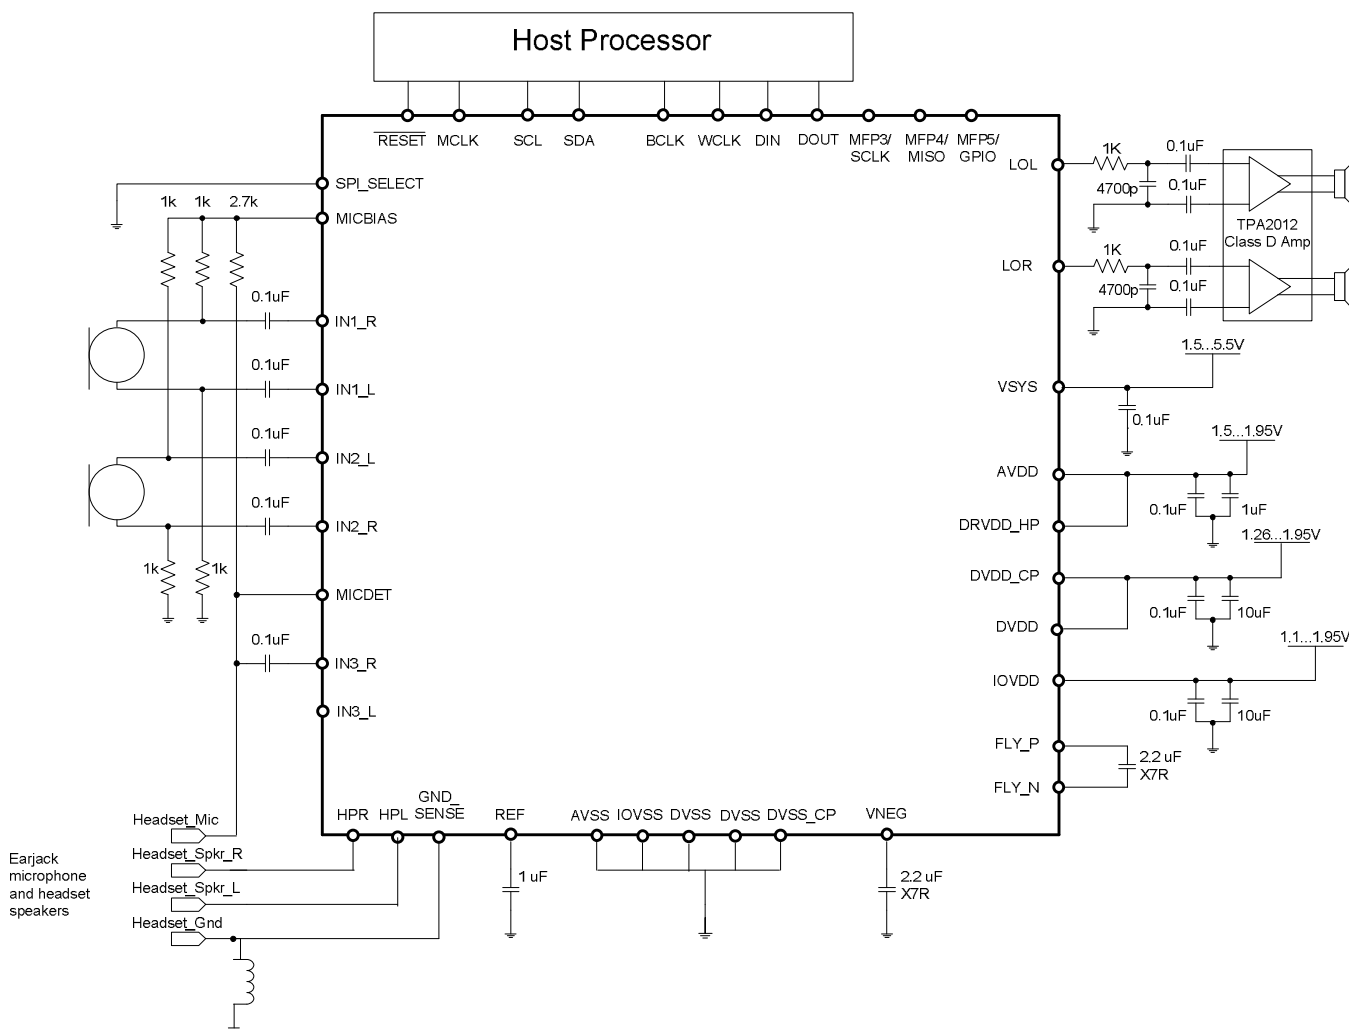 Host Processor
RESET MCLK SCL SDA BCLK WCLK DIN DOUT MFP3/ MFP4/ MFP5/
SCLK MISO GPIO
SPI_SELECT
1k 1k 2.7k
MICBIAS
0.1uF
IN1_R
0.1uF
IN1_L
0.1uF
IN2_L
0.1uF
IN2_R
1k 1k
MICDET
0.1uF
IN3_R
IN3_L
LOL
1K
0.1uF
4700p
0.1uF
TPA2012
Class D Amp
LOR
1K
0.1uF
4700p
0.1uF
1.5...5.5V
VSYS
0.1uF
1.5...1.95V
AVDD
0.1uF 1uF
DRVDD_HP
1.26...1.95V
DVDD_CP
0.1uF 10uF
DVDD
1.1...1.95V
IOVDD
0.1uF 10uF
FLY_P
2.2 uF
X7R
FLY_N
HPR HPL GND_
SENSE
REF
AVSS IOVSS DVSS DVSS DVSS_CP
VNEG
1 uF
2.2 uF
X7R
Headset_Mic
Headset_Spkr_R
Headset_Spkr_L
Headset_Gnd
Earjack
microphone
and headset
speakers